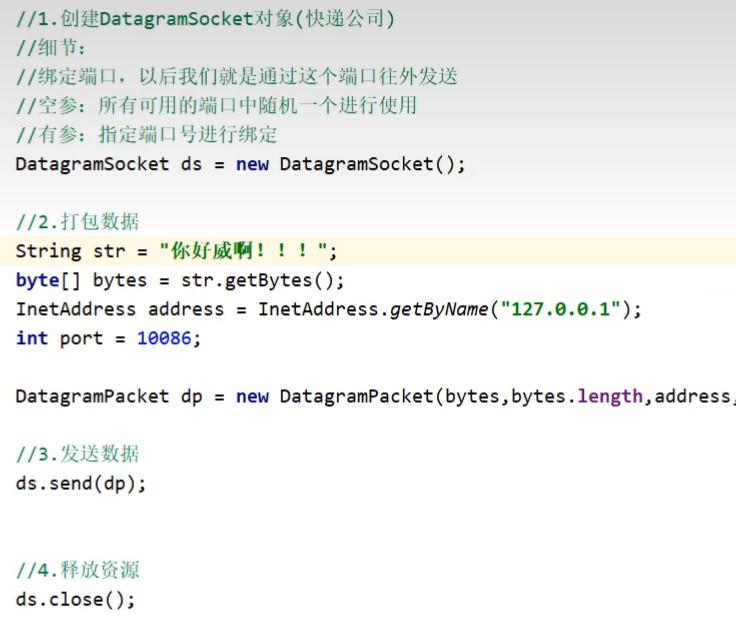 //1.创建DatagramSocket对象(快递公司)
//细节:
//绑定端口，以后我们就是通过这个端口往外发送
//空参: 所有可用的端口中随机一个进行使用
//有参: 指定端口号进行绑定
DatagramSocket ds = new DatagramSocket();
//2.打包数据
String str = "你好威啊！！！";
byte[] bytes = str.getBytes();
InetAddress address = InetAddress.getByName("127.0.0.1");
int port = 10086;
DatagramPacket dp = new DatagramPacket(bytes,bytes.length,address,
//3.发送数据
ds.send(dp);
//4.释放资源
ds.close();